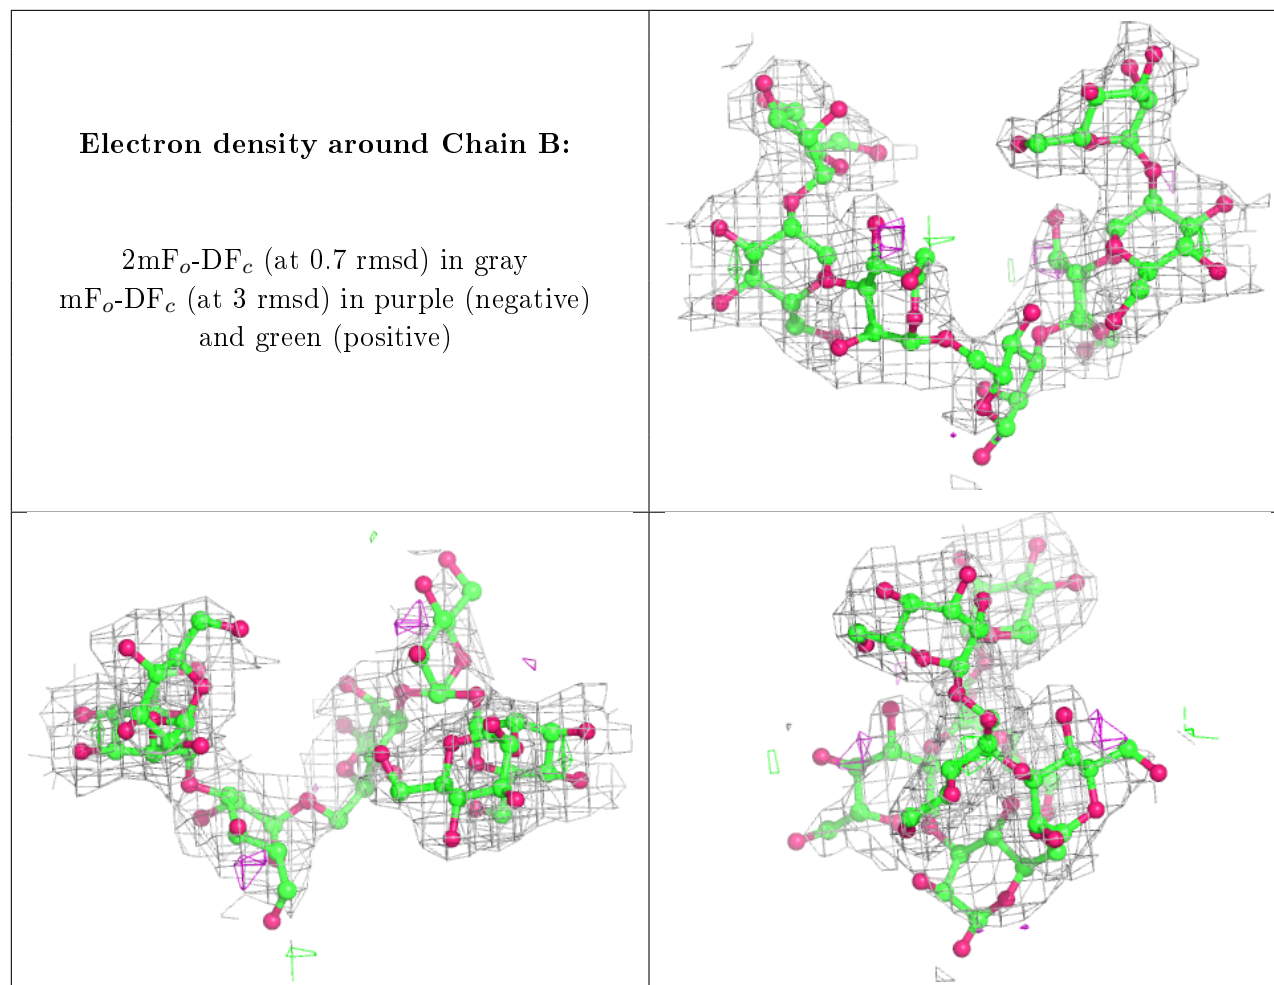 Electron density around Chain B:
2mFₒ-DF𝒸 (at 0.7 rmsd) in gray
mFₒ-DF𝒸 (at 3 rmsd) in purple (negative)
and green (positive)